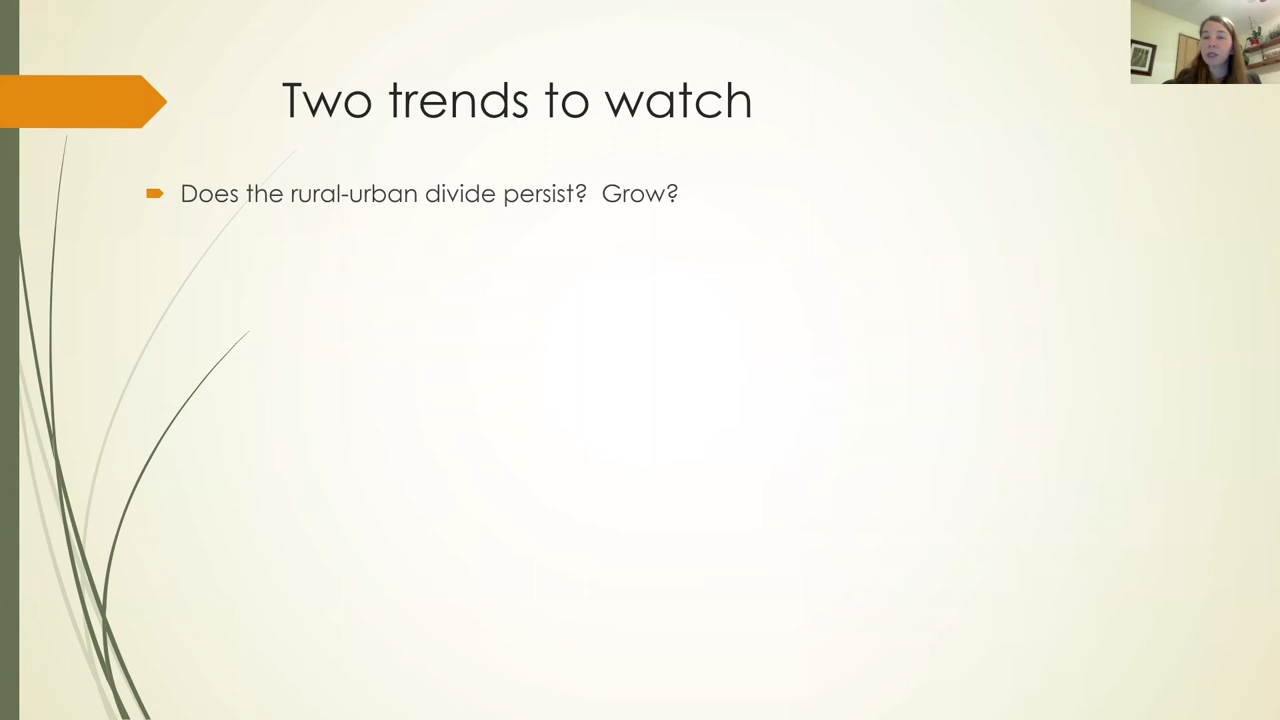 Two trends to watch
Does the rural-urban divide persist?  Grow?